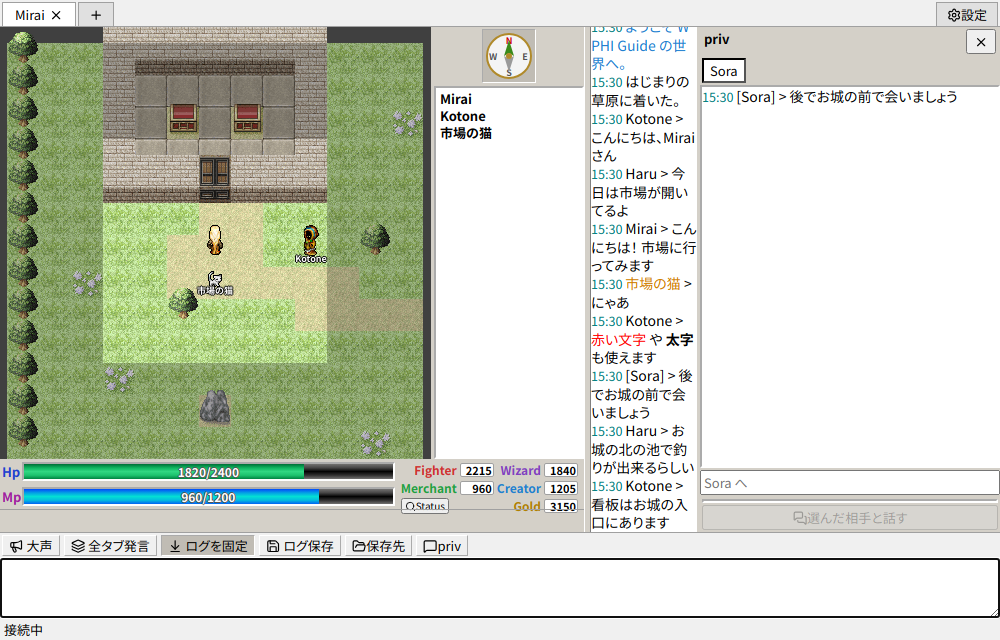 Mirai ×
+
設定
N
W E
S
Mirai
Kotone
市場の猫
Kotone
市場の猫
15:30 ようこそ W
PHI Guide の世
界へ。
15:30 はじまりの
草原に着いた。
15:30 Kotone >
こんにちは、Mirai
さん
15:30 Haru > 今
日は市場が開い
てるよ
15:30 Mirai > こん
にちは! 市場に行
ってみます
15:30 市場の猫 >
にゃあ
15:30 Kotone >
赤い文字 や 太字
も使えます
15:30 [Sora] > 後
でお城の前で会
いましょう
15:30 Haru > お
城の北の池で釣
りが出来るらしい
15:30 Kotone >
看板はお城の入
口にあります
priv
×
Sora
15:30 [Sora] > 後でお城の前で会いましょう
Sora へ
選んだ相手と話す
Hp 1820/2400
Mp 960/1200
Fighter 2215 Wizard 1840
Merchant 960 Creator 1205
Status Gold 3150
大声 全タブ発言 ログを固定 ログ保存 保存先 priv
接続中